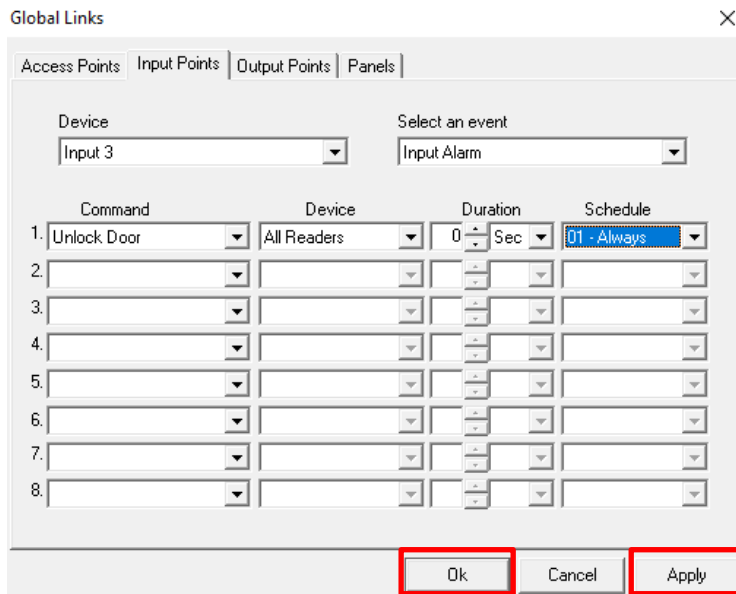 Global Links
Access Points Input Points Output Points Panels
Device Select an event
Input 3 Input Alarm
Command Device Duration Schedule
1. Unlock Door All Readers 0 Sec 01 - Always
2.
3.
4.
5.
6.
7.
8.
Ok Cancel Apply